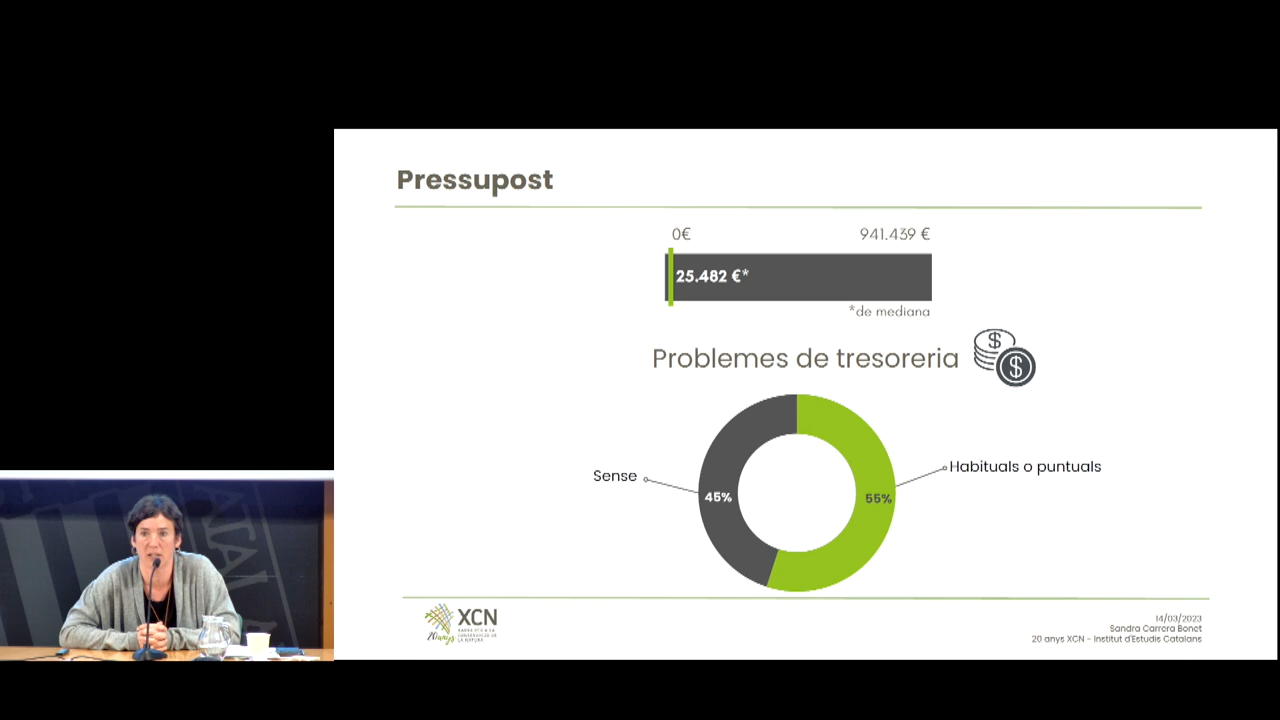 Pressupost
0€
941.439 €
25.482 €*
*de mediana
Problemes de tresoreria
Sense
45%
55%
Habituals o puntuals
XCN
XARXA PER A LA
CONSERVACIÓ DE
LA NATURA
20anys
14/03/2023
Sandra Carrera Bonet
20 anys XCN - Institut d'Estudis Catalans